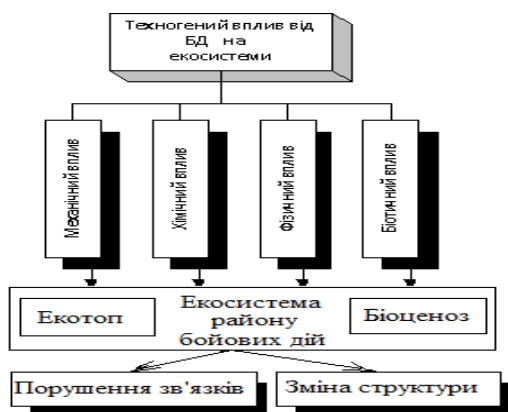 Техногений вплив від
БД на
екосистеми
Механічний вплив
Хімічний вплив
Фізичний вплив
Біотичний вплив
Екотоп
Екосистема
району
бойових дій
Біоценоз
Порушення зв'язків
Зміна структури